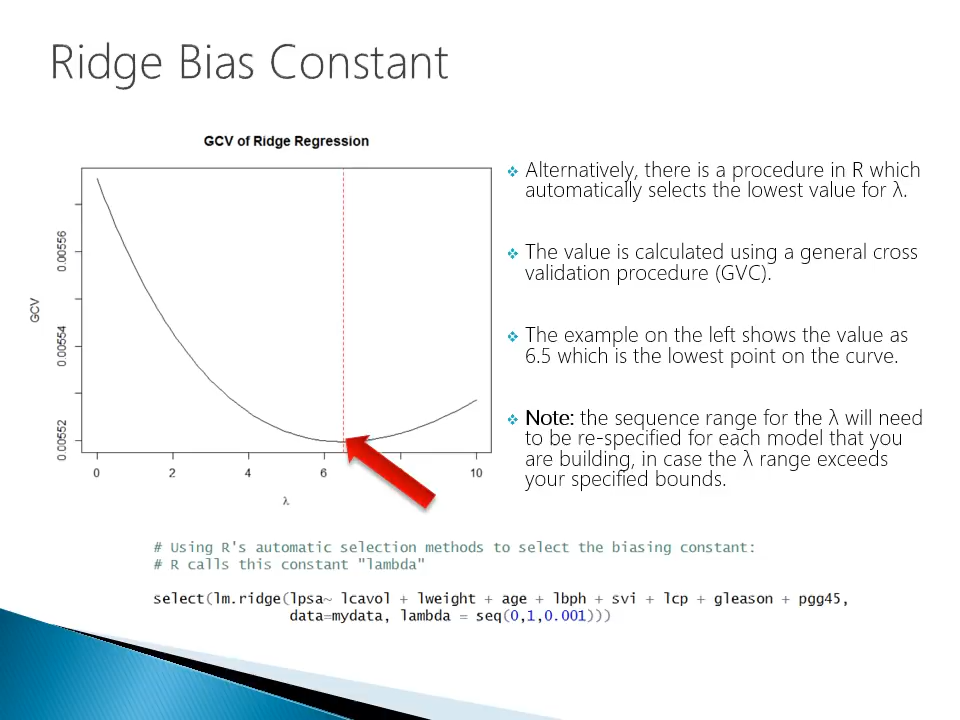 Ridge Bias Constant
GCV of Ridge Regression
❖ Alternatively, there is a procedure in R which
automatically selects the lowest value for λ.
❖ The value is calculated using a general cross
validation procedure (GVC).
❖ The example on the left shows the value as
6.5 which is the lowest point on the curve.
❖ Note: the sequence range for the λ will need
to be re-specified for each model that you
are building, in case the λ range exceeds
your specified bounds.
GCV
0.00556
0.00554
0.00552
0 2 4 6 10
λ
# Using R's automatic selection methods to select the biasing constant:
# R calls this constant "lambda"
select(lm.ridge(lpsa~ lcavol + lweight + age + lbph + svi + lcp + gleason + pgg45,
data=mydata, lambda = seq(0,1,0.001)))